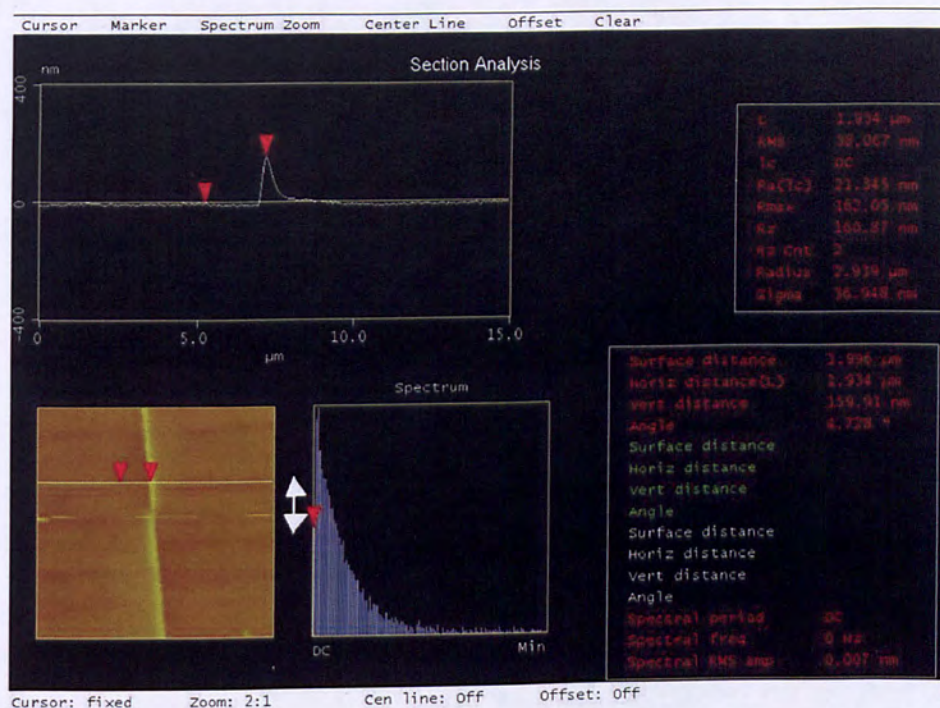 Cursor Marker Spectrum Zoom Center Line Offset Clear
Section Analysis
nm
400
0
-400
0 5.0 10.0 15.0
µm
L 1.934 µm
RMS 38.067 nm
lc DC
Ra(lc) 21.345 nm
Rmax 162.05 nm
Rz 160.87 nm
Rz Cnt 2
Radius 2.939 µm
Sigma 36.948 nm
Spectrum
DC Min
Surface distance 1.996 µm
Horiz distance(L) 1.934 µm
Vert distance 159.91 nm
Angle 4.728 °
Surface distance
Horiz distance
Vert distance
Angle
Surface distance
Horiz distance
Vert distance
Angle
Spectral period DC
Spectral freq 0 Hz
Spectral RMS amp 0.007 nm
Cursor: fixed Zoom: 2:1 Cen line: Off Offset: Off